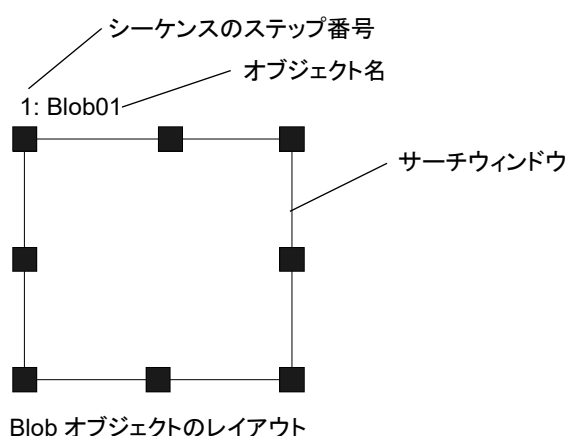 シーケンスのステップ番号
オブジェクト名
1: Blob01
サーチウィンドウ
Blob オブジェクトのレイアウト